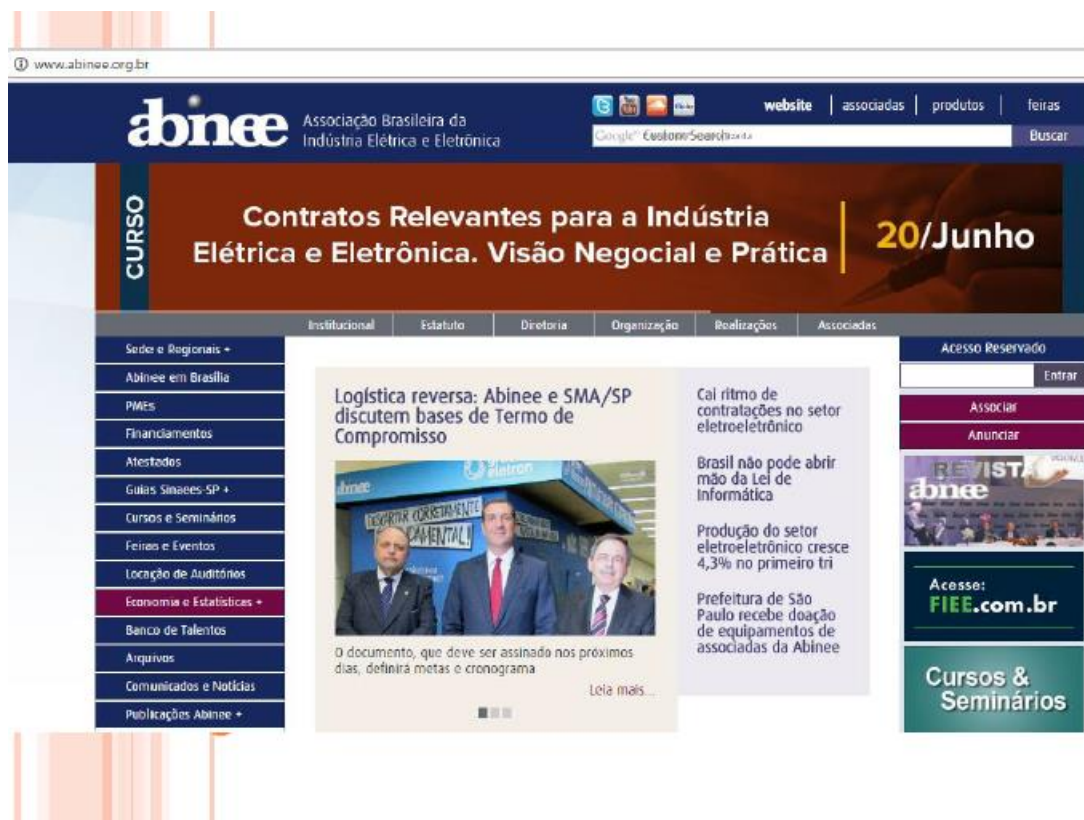 www.abinee.org.br
abinee
Associação Brasileira da
Indústria Elétrica e Eletrônica
website | associadas | produtos | feiras
Google Custom Search
Buscar
CURSO
Contratos Relevantes para a Indústria
Elétrica e Eletrônica. Visão Negocial e Prática
20/Junho
Institucional
Estatuto
Diretoria
Organização
Realizações
Associadas
Sede e Regionais +
Abinee em Brasília
PMEs
Financiamentos
Atestados
Guias Sinaees-SP +
Cursos e Seminários
Feiras e Eventos
Locação de Auditórios
Economia e Estatísticas +
Banco de Talentos
Arquivos
Comunicados e Notícias
Publicações Abinee +
Logística reversa: Abinee e SMA/SP
discutem bases de Termo de
Compromisso
eletron
abinee
DESCARTAR CORRETAMENTE
FUNDAMENTAL!
O documento, que deve ser assinado nos próximos
dias, definirá metas e cronograma
Leia mais...
Cai ritmo de
contratações no setor
eletroeletrônico
Brasil não pode abrir
mão da Lei de
Informática
Produção do setor
eletroeletrônico cresce
4,3% no primeiro tri
Prefeitura de São
Paulo recebe doação
de equipamentos de
associadas da Abinee
Acesso Reservado
Entrar
Associar
Anunciar
REVISTA
abinee
Acesse:
FIEE.com.br
Cursos &
Seminários